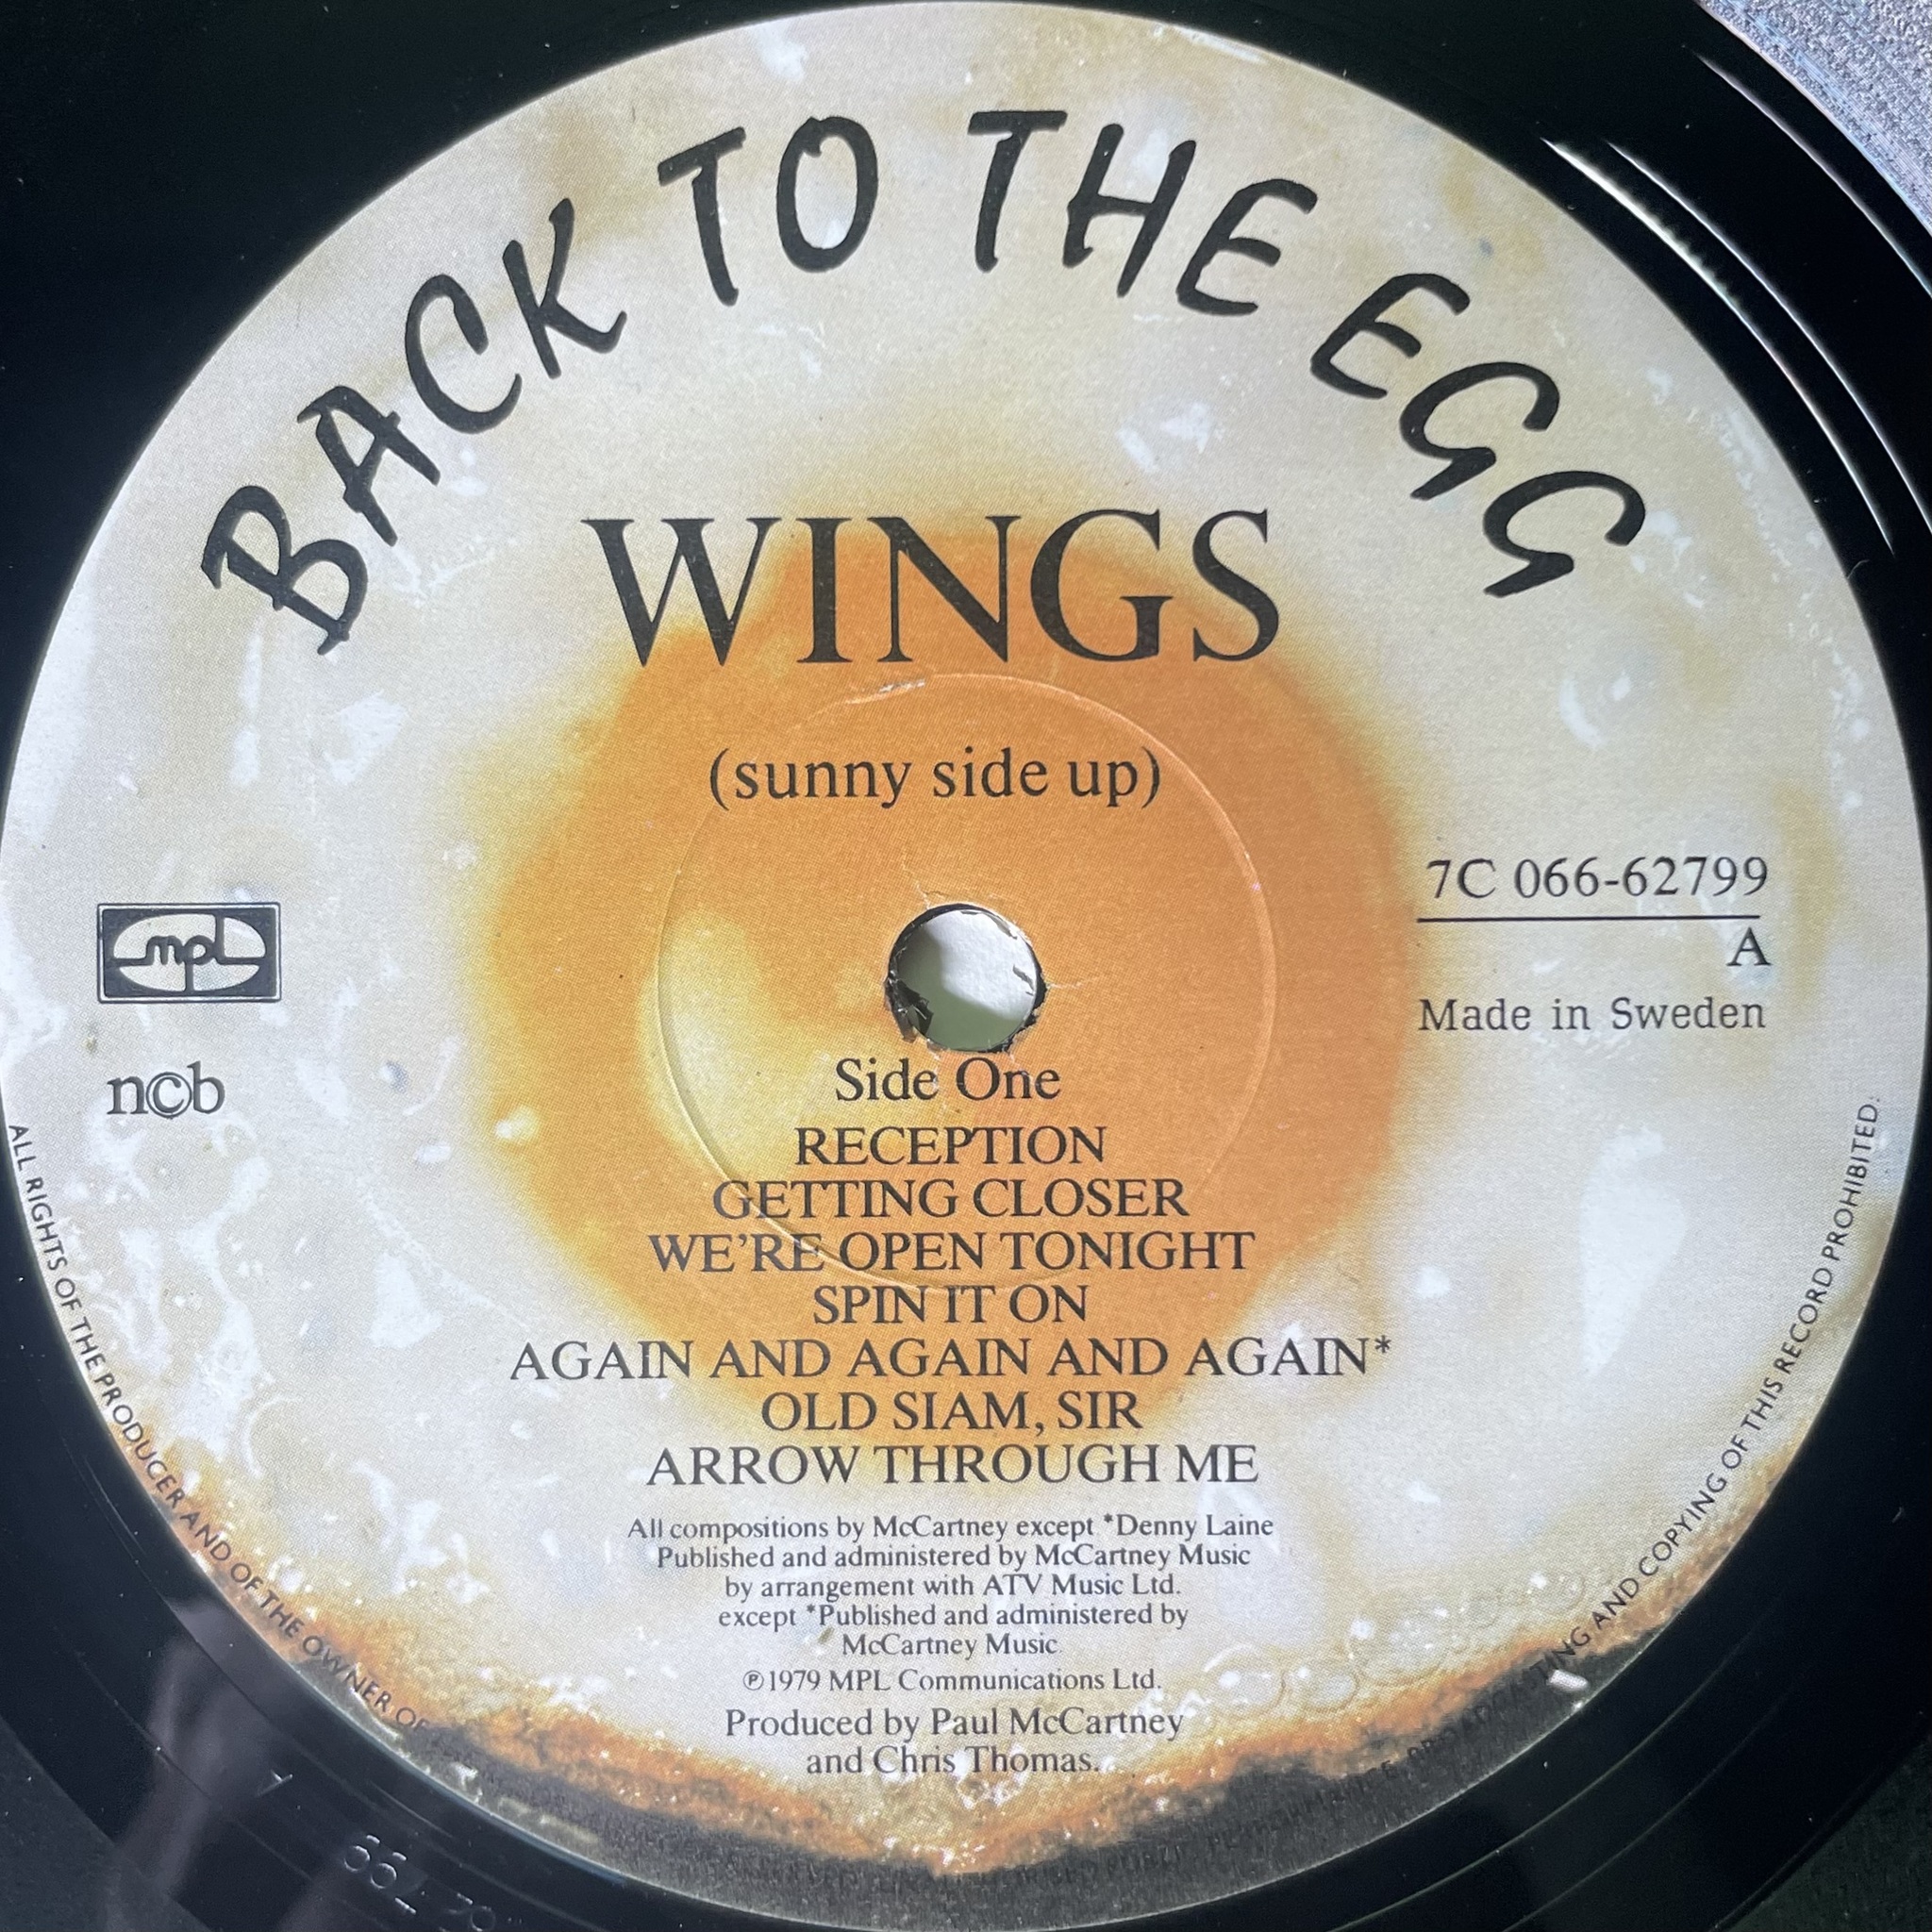 BACK TO THE EGG
WINGS
(sunny side up)
7C 066-62799
A
Made in Sweden
mpl
n©b
Side One
RECEPTION
GETTING CLOSER
WE'RE OPEN TONIGHT
SPIN IT ON
AGAIN AND AGAIN AND AGAIN*
OLD SIAM, SIR
ARROW THROUGH ME
All compositions by McCartney except *Denny Laine
Published and administered by McCartney Music
by arrangement with ATV Music Ltd.
except *Published and administered by
McCartney Music.
℗1979 MPL Communications Ltd.
Produced by Paul McCartney
and Chris Thomas.
ALL RIGHTS OF THE PRODUCER AND OF THE OWNER OF BROADCASTING AND COPYING OF THIS RECORD PROHIBITED.